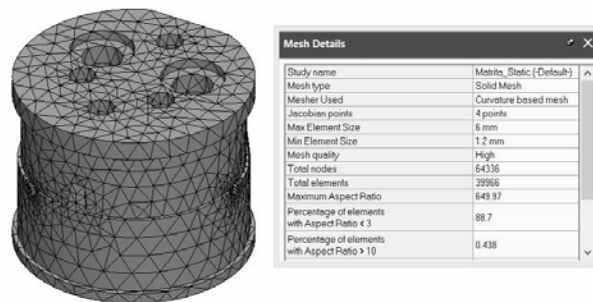 Mesh Details
Study name Matrita_Static (-Default-)
Mesh type Solid Mesh
Mesher Used Curvature based mesh
Jacobian points 4 points
Max Element Size 6 mm
Min Element Size 1.2 mm
Mesh quality High
Total nodes 64336
Total elements 39966
Maximum Aspect Ratio 649.97
Percentage of elements
with Aspect Ratio < 3 88.7
Percentage of elements
with Aspect Ratio > 10 0.438